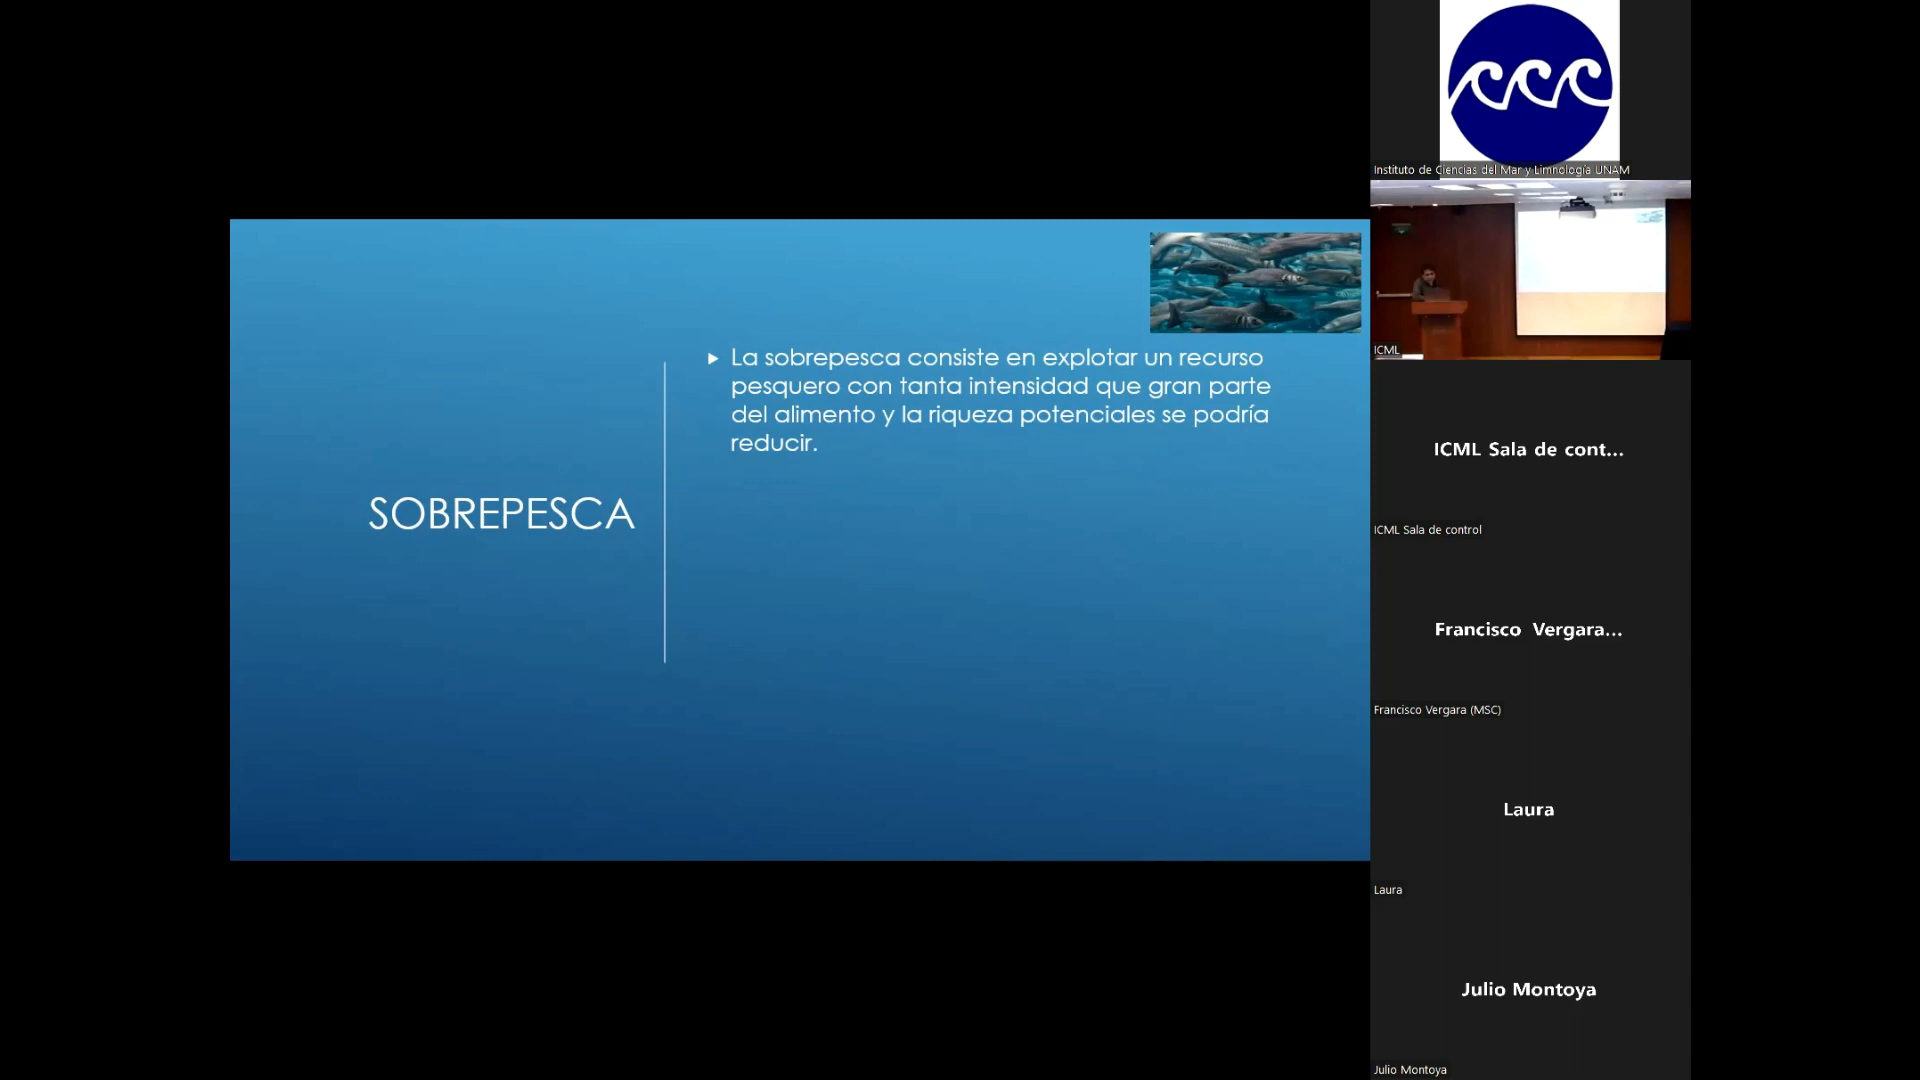 SOBREPESCA
La sobrepesca consiste en explotar un recurso
pesquero con tanta intensidad que gran parte
del alimento y la riqueza potenciales se podría
reducir.
Instituto de Ciencias del Mar y Limnología UNAM
ICML
ICML Sala de cont...
ICML Sala de control
Francisco Vergara...
Francisco Vergara (MSC)
Laura
Laura
Julio Montoya
Julio Montoya